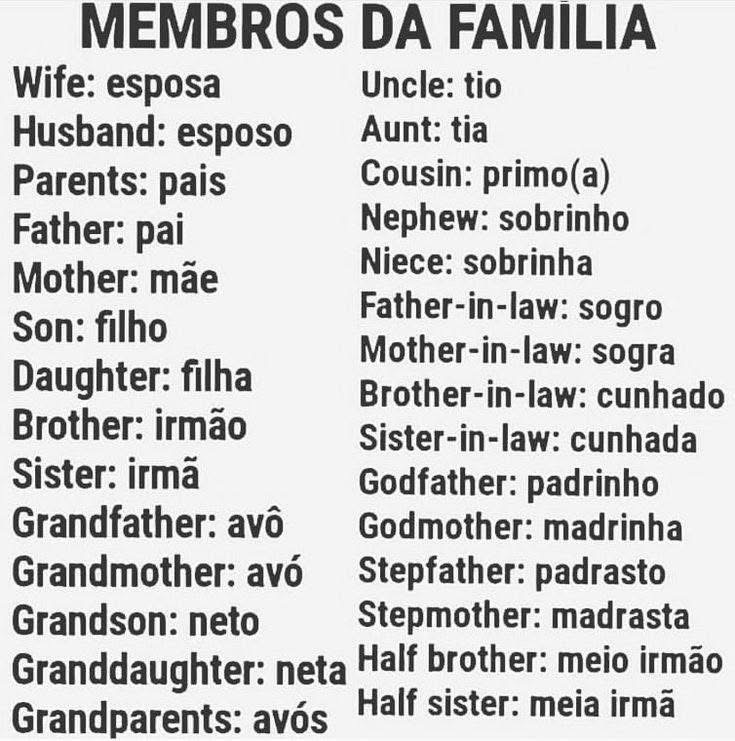 MEMBROS DA FAMÍLIA
Wife: esposa
Husband: esposo
Parents: pais
Father: pai
Mother: mãe
Son: filho
Daughter: filha
Brother: irmão
Sister: irmã
Grandfather: avô
Grandmother: avó
Grandson: neto
Granddaughter: neta
Grandparents: avós
Uncle: tio
Aunt: tia
Cousin: primo(a)
Nephew: sobrinho
Niece: sobrinha
Father-in-law: sogro
Mother-in-law: sogra
Brother-in-law: cunhado
Sister-in-law: cunhada
Godfather: padrinho
Godmother: madrinha
Stepfather: padrasto
Stepmother: madrasta
Half brother: meio irmão
Half sister: meia irmã